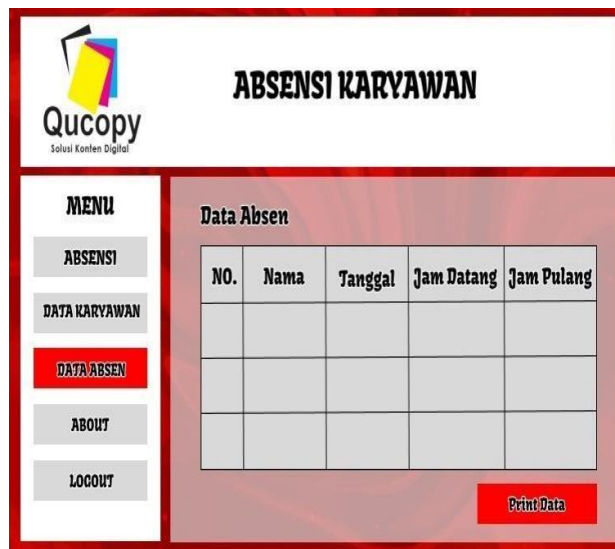 Qucopy
Solusi Konten Digital
ABSENSI KARYAWAN
MENU
ABSENSI
DATA KARYAWAN
DATA ABSEN
ABOUT
LOGOUT
Data Absen
NO. Nama Tanggal Jam Datang Jam Pulang
Print Data